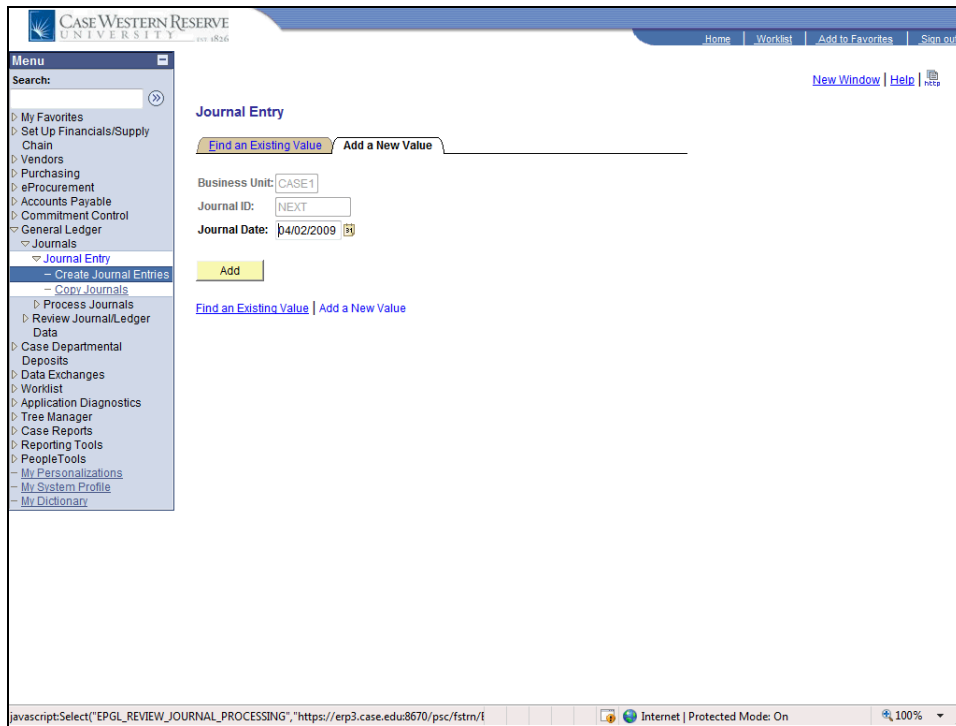 CASE WESTERN RESERVE
UNIVERSITY EST 1826
Home | Worklist | Add to Favorites | Sign out
Menu
Search:
New Window | Help | http
My Favorites
Set Up Financials/Supply
Chain
Vendors
Purchasing
eProcurement
Accounts Payable
Commitment Control
General Ledger
Journals
Journal Entry
– Create Journal Entries
– Copy Journals
Process Journals
Review Journal/Ledger
Data
Case Departmental
Deposits
Data Exchanges
Worklist
Application Diagnostics
Tree Manager
Case Reports
Reporting Tools
PeopleTools
– My Personalizations
– My System Profile
– My Dictionary
Journal Entry
Find an Existing Value Add a New Value
Business Unit: CASE1
Journal ID: NEXT
Journal Date: 04/02/2009 31
Add
Find an Existing Value | Add a New Value
javascript:Select("EPGL_REVIEW_JOURNAL_PROCESSING","https://erp3.case.edu:8670/psc/fstrn/E
Internet | Protected Mode: On 100%